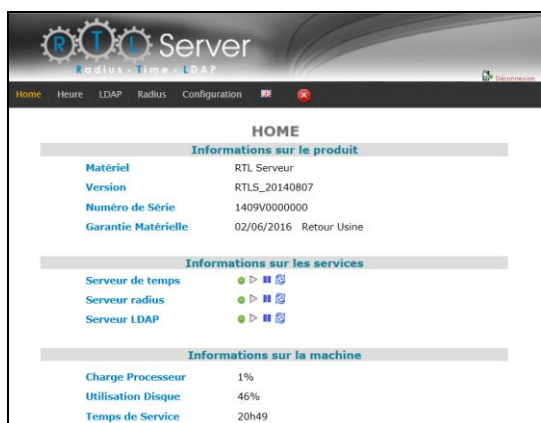 RTL Server
Radius - Time - LDAP
Déconnexion
Home Heure LDAP Radius Configuration
HOME
Informations sur le produit
Matériel RTL Serveur
Version RTLS_20140807
Numéro de Série 1409V0000000
Garantie Matérielle 02/06/2016 Retour Usine
Informations sur les services
Serveur de temps
Serveur radius
Serveur LDAP
Informations sur la machine
Charge Processeur 1%
Utilisation Disque 46%
Temps de Service 20h49